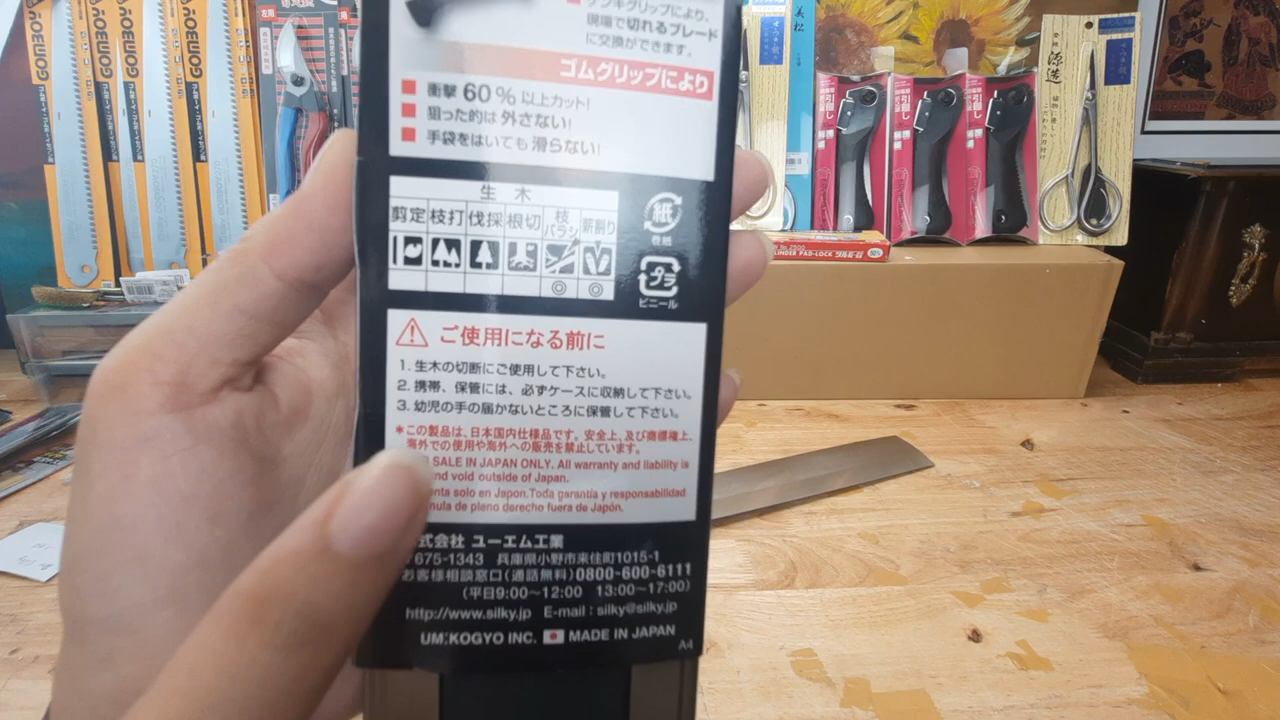 グリップにより、
現場で切れるブレード
に交換ができます。
ゴムグリップにより
衝撃 60% 以上カット!
狙った的は 外さない!
手袋をはいても 滑らない!
生 木
剪定 枝打 伐採 根切 枝バラシ 薪割り
紙
巻紙
プラ
ビニール
ご使用になる前に
1. 生木の切断にご使用して下さい。
2. 携帯、保管には、必ずケースに収納して下さい。
3. 幼児の手の届かないところに保管して下さい。
*この製品は、日本国内仕様品です。安全上、及び商標権上、
海外での使用や海外への販売を禁止しています。
SALE IN JAPAN ONLY. All warranty and liability is
nd void outside of Japan.
enta solo en Japon.Toda garantía y responsabilidad
nula de pleno derecho fuera de Japón.
式会社 ユーエム工業
675-1343 兵庫県小野市来住町1015-1
お客様相談窓口(通話無料)0800-600-6111
(平日9:00～12:00 13:00～17:00)
http://www.silky.jp E-mail : silky@silky.jp
UM:KOGYO INC. MADE IN JAPAN
A4
GOMBOY
GOMBOY
GOMBOY
源造
LINDER PAD-LOCK